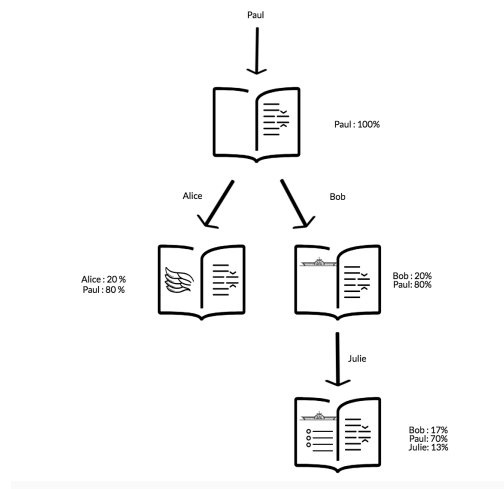 Paul
Paul : 100%
Alice
Bob
Alice : 20 %
Paul : 80 %
Bob : 20%
Paul: 80%
Julie
Bob : 17%
Paul: 70%
Julie: 13%